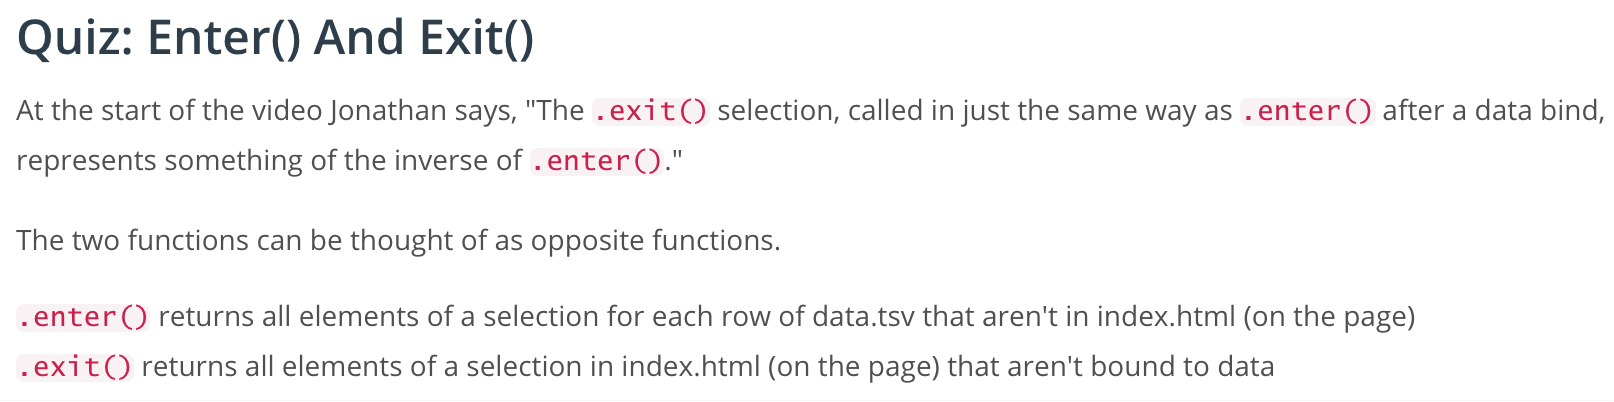 Quiz: Enter() And Exit()
At the start of the video Jonathan says, "The .exit() selection, called in just the same way as .enter() after a data bind,
represents something of the inverse of .enter()."
The two functions can be thought of as opposite functions.
.enter() returns all elements of a selection for each row of data.tsv that aren't in index.html (on the page)
.exit() returns all elements of a selection in index.html (on the page) that aren't bound to data